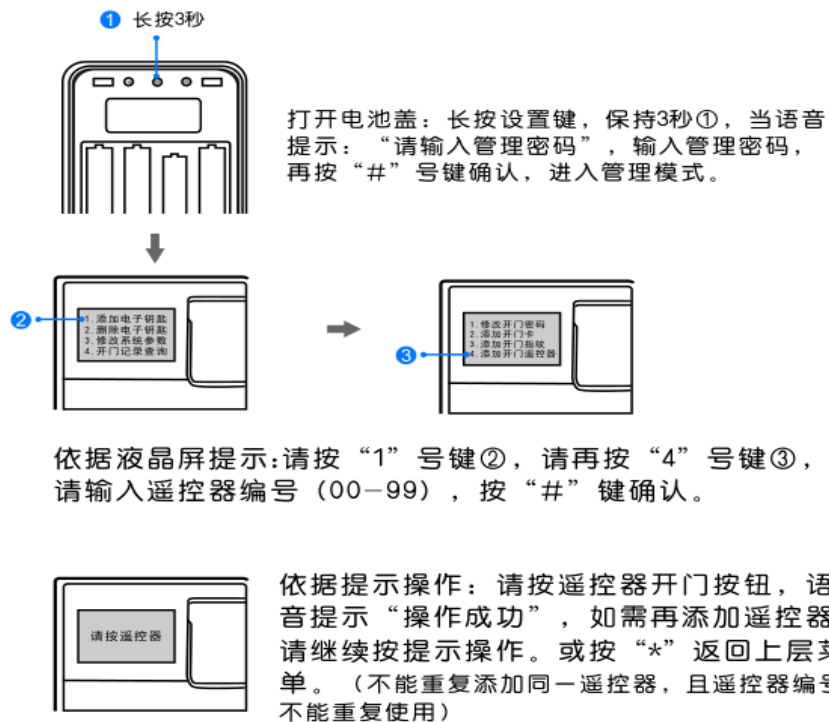 1 长按3秒
打开电池盖：长按设置键，保持3秒①，当语音
提示：“请输入管理密码”，输入管理密码，
再按“#”号键确认，进入管理模式。
2
1.添加电子钥匙
2.删除电子钥匙
3.修改系统参数
4.开门记录查询
3
1.修改开门密码
2.添加开门卡
3.添加开门指纹
4.添加开门遥控器
依据液晶屏提示:请按“1”号键②，请再按“4”号键③，
请输入遥控器编号（00-99），按“#”键确认。
请按遥控器
依据提示操作：请按遥控器开门按钮，语
音提示“操作成功”，如需再添加遥控器
请继续按提示操作。或按“*”返回上层菜
单。（不能重复添加同一遥控器，且遥控器编号
不能重复使用）